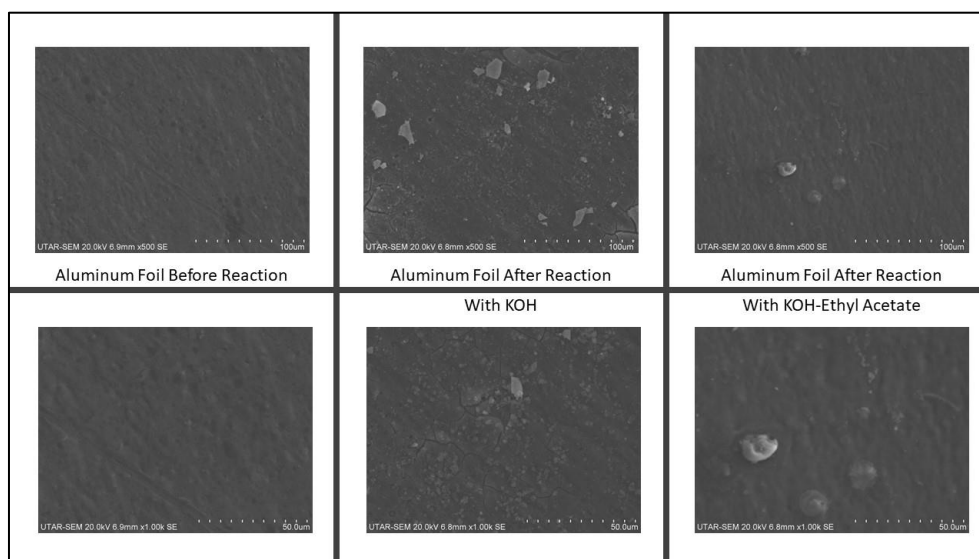 UTAR-SEM 20.0kV 6.9mm x500 SE 100um
UTAR-SEM 20.0kV 6.8mm x500 SE 100um
UTAR-SEM 20.0kV 6.8mm x500 SE 100um
Aluminum Foil Before Reaction
Aluminum Foil After Reaction
Aluminum Foil After Reaction
With KOH
With KOH-Ethyl Acetate
UTAR-SEM 20.0kV 6.9mm x1.00k SE 50.0um
UTAR-SEM 20.0kV 6.8mm x1.00k SE 50.0um
UTAR-SEM 20.0kV 6.8mm x1.00k SE 50.0um